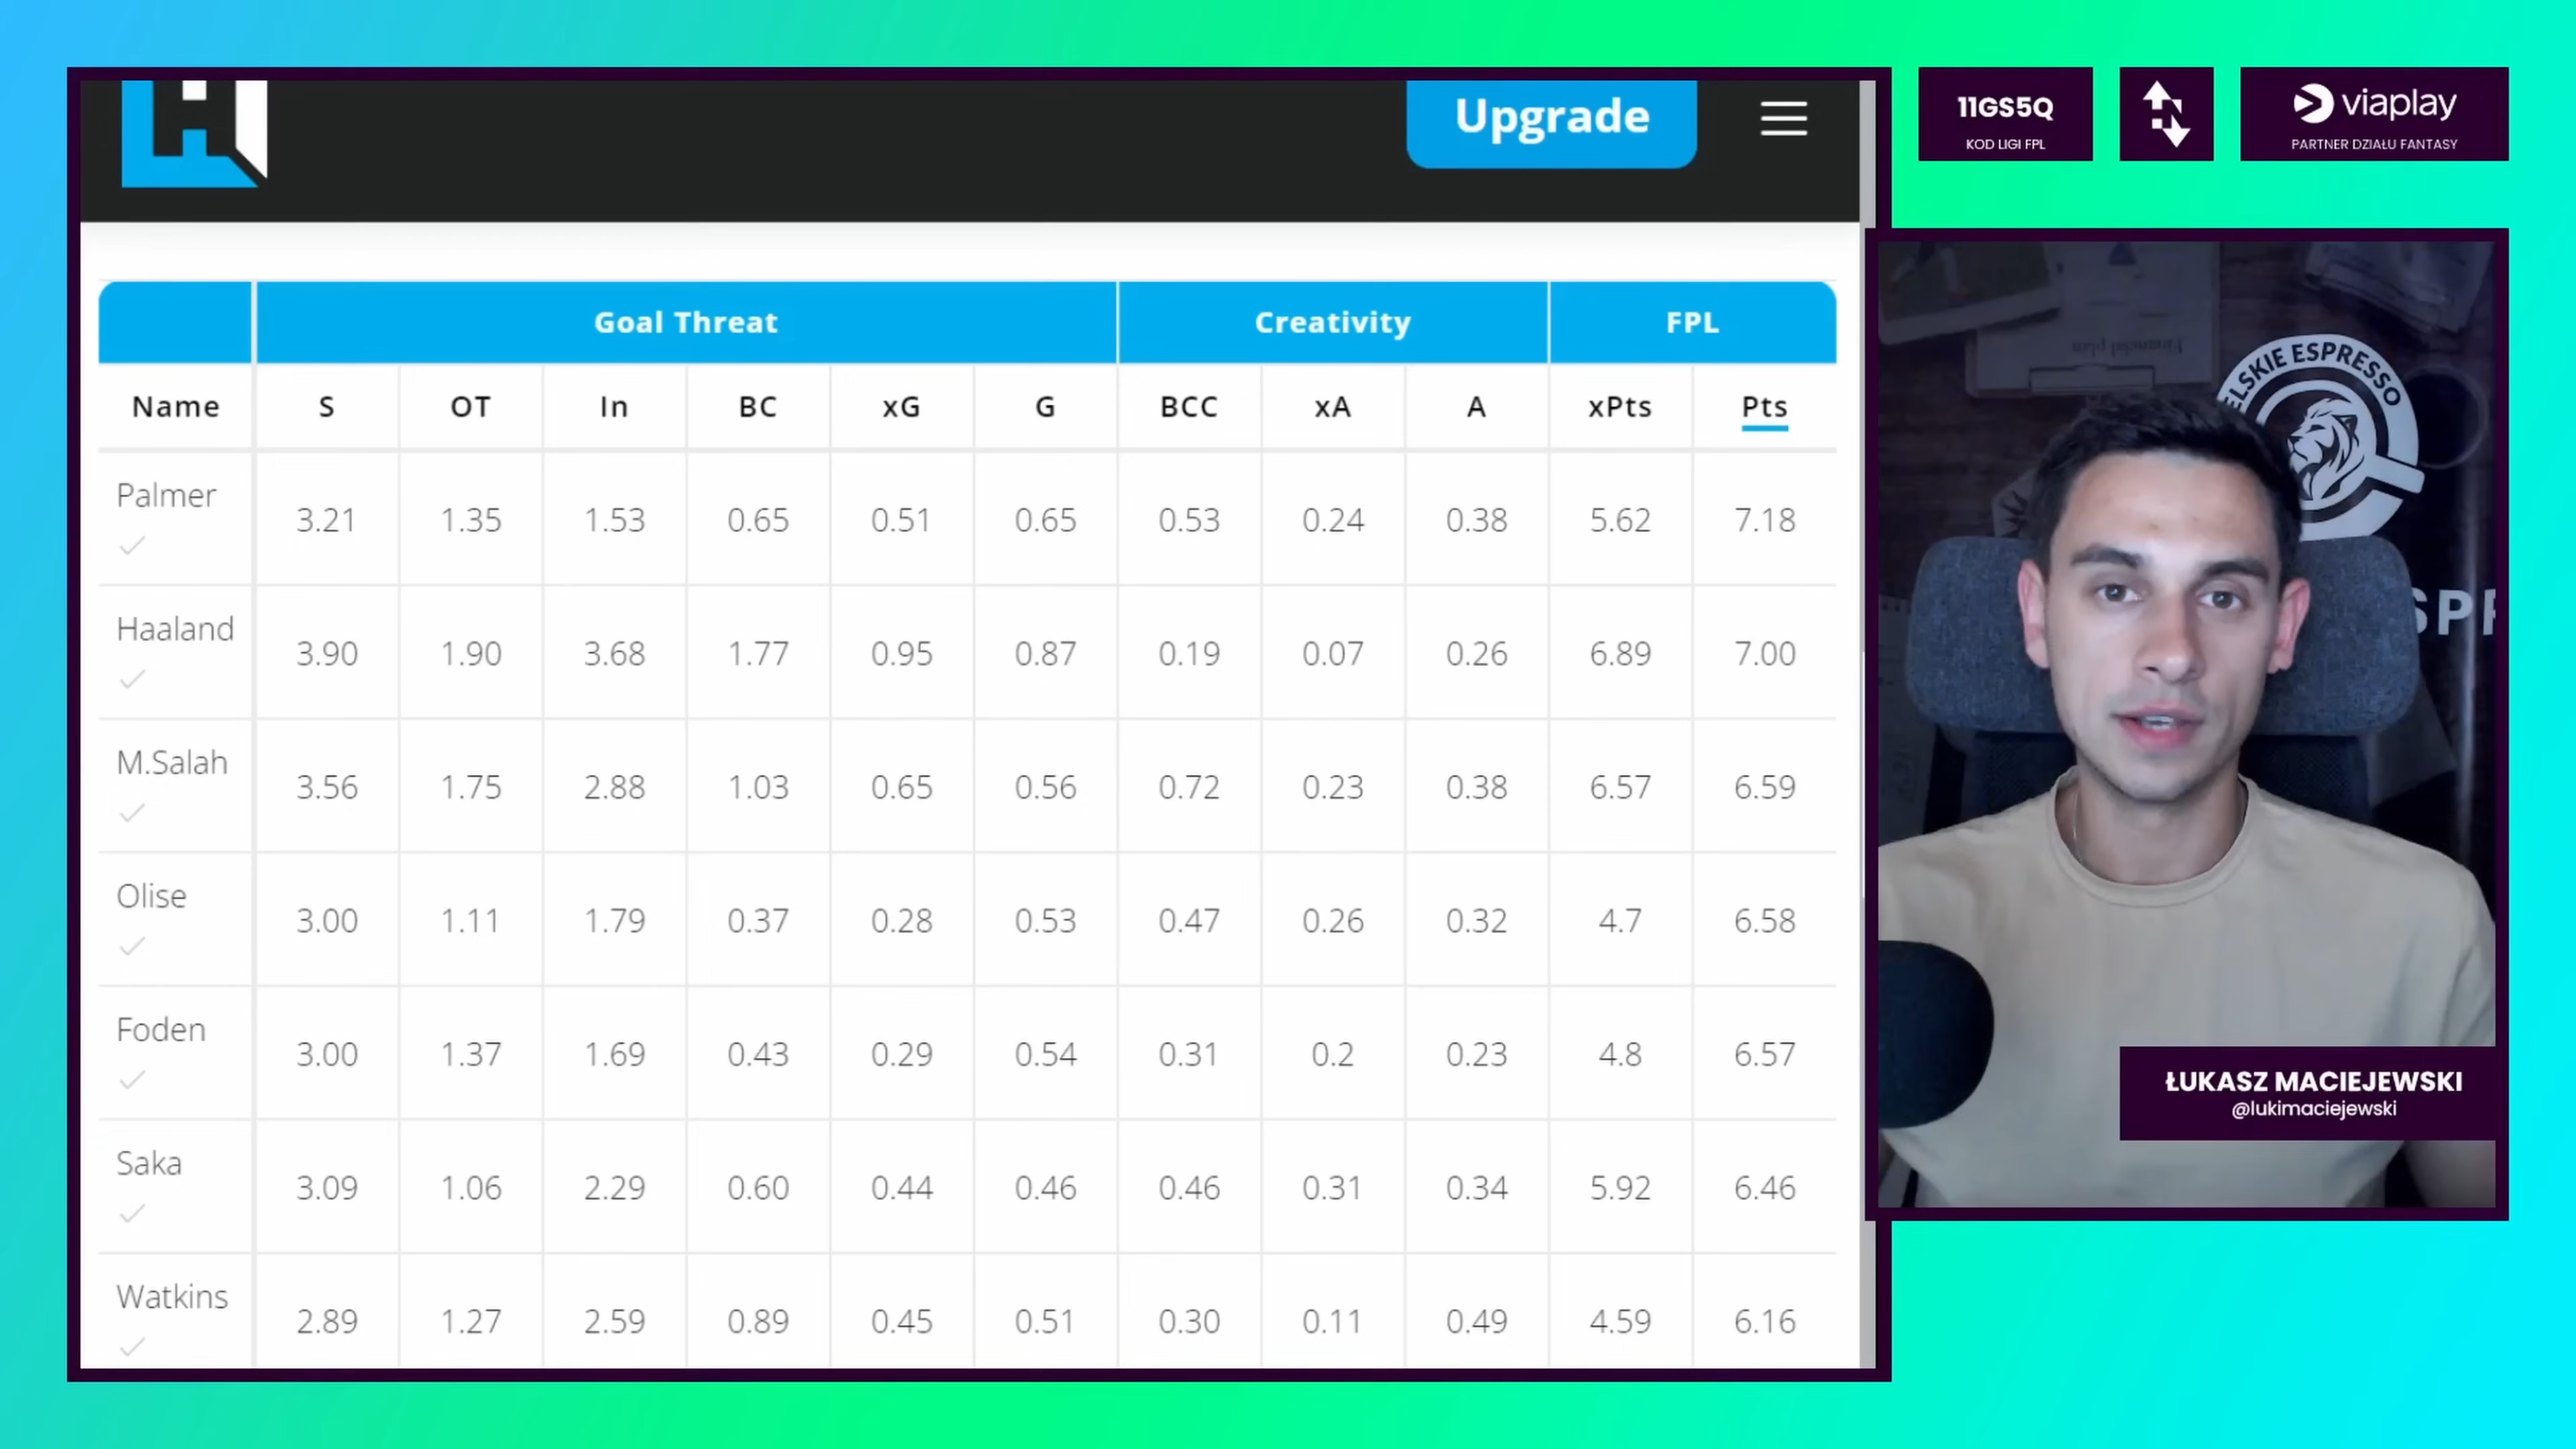 Upgrade
Goal Threat Creativity FPL
Name S OT In BC xG G BCC xA A xPts Pts
Palmer 3.21 1.35 1.53 0.65 0.51 0.65 0.53 0.24 0.38 5.62 7.18
Haaland 3.90 1.90 3.68 1.77 0.95 0.87 0.19 0.07 0.26 6.89 7.00
M.Salah 3.56 1.75 2.88 1.03 0.65 0.56 0.72 0.23 0.38 6.57 6.59
Olise 3.00 1.11 1.79 0.37 0.28 0.53 0.47 0.26 0.32 4.7 6.58
Foden 3.00 1.37 1.69 0.43 0.29 0.54 0.31 0.2 0.23 4.8 6.57
Saka 3.09 1.06 2.29 0.60 0.44 0.46 0.46 0.31 0.34 5.92 6.46
Watkins 2.89 1.27 2.59 0.89 0.45 0.51 0.30 0.11 0.49 4.59 6.16
11GS5Q
KOD LIGI FPL
viaplay
PARTNER DZIAŁU FANTASY
Financial plan
ELSKIE ESPRESSO
SPR
ŁUKASZ MACIEJEWSKI
@lukimaciejewski